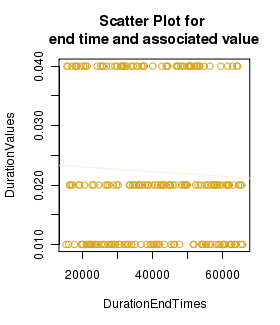 Scatter Plot for
end time and associated value
DurationValues
0.040
0.030
0.020
0.010
20000 40000 60000
DurationEndTimes